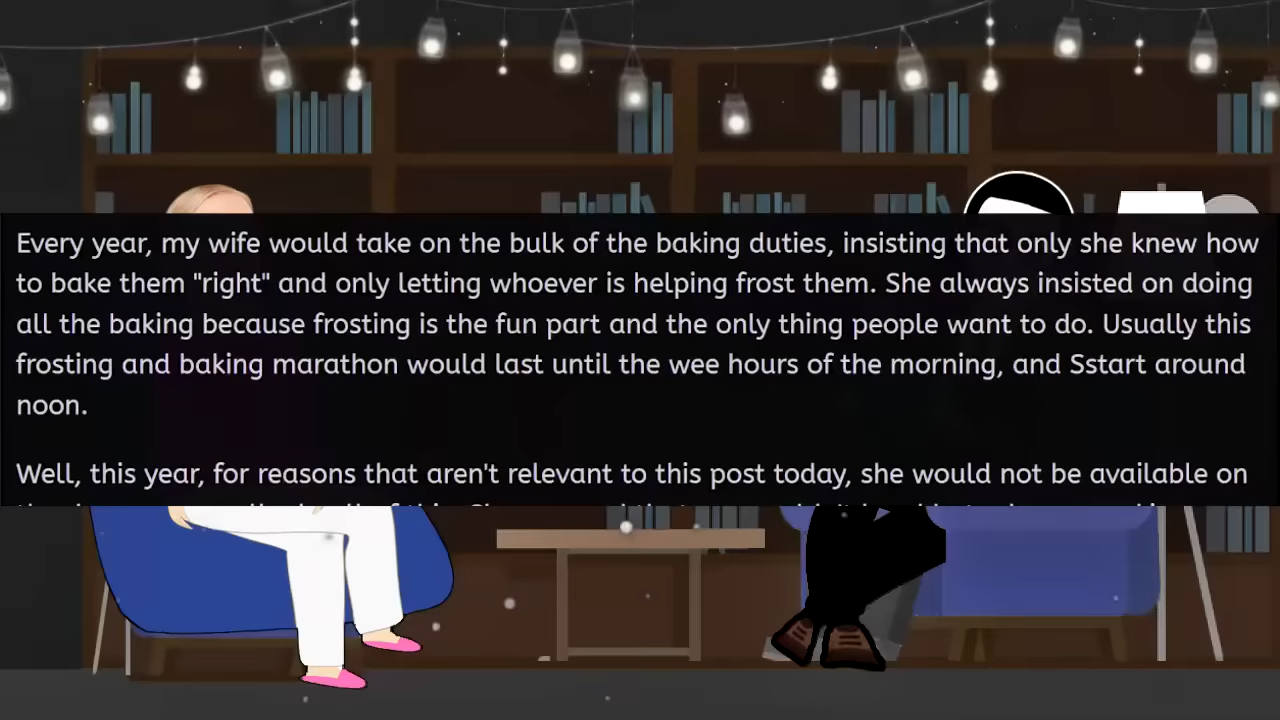 Every year, my wife would take on the bulk of the baking duties, insisting that only she knew how
to bake them "right" and only letting whoever is helping frost them. She always insisted on doing
all the baking because frosting is the fun part and the only thing people want to do. Usually this
frosting and baking marathon would last until the wee hours of the morning, and Sstart around
noon.
Well, this year, for reasons that aren't relevant to this post today, she would not be available on